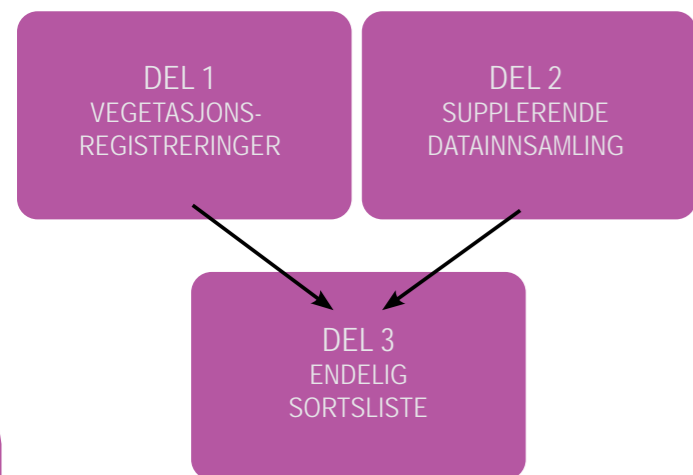 DEL 1
VEGETASJONS-
REGISTRERINGER
DEL 2
SUPPLERENDE
DATAINNSAMLING
DEL 3
ENDELIG
SORTSLISTE